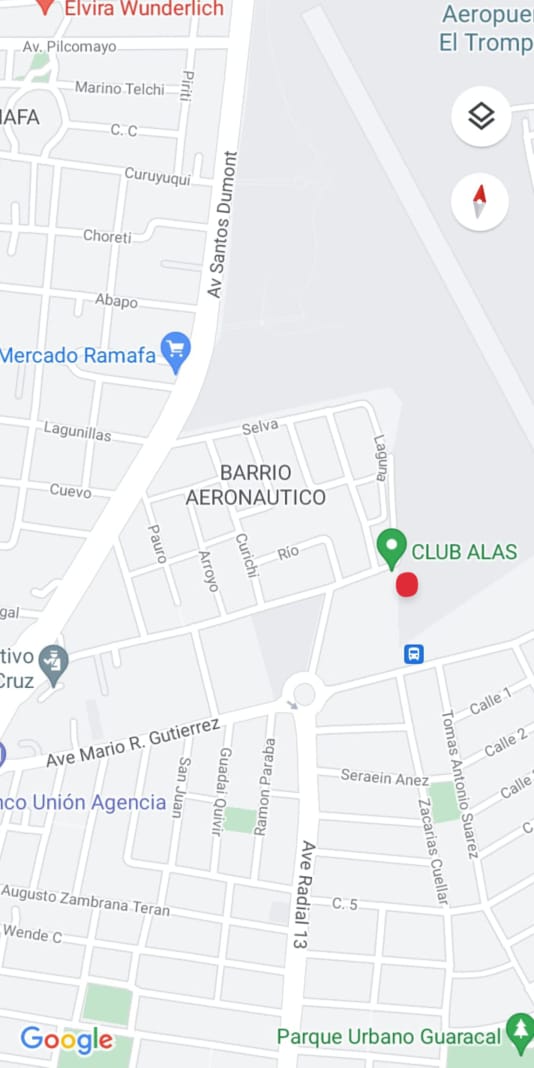 Elvira Wunderlich
Aeropuer
El Tromp
Av. Pilcomayo
Marino Telchi
Piriti
MAFA
C. C
Curuyuqui
Av Santos Dumont
Choreti
Abapo
Mercado Ramafa
Lagunillas
Selva
Laguna
BARRIO
AERONAUTICO
Cuevo
Pauro
Arroyo
Curichi
Rio
CLUB ALAS
gal
tivo
Cruz
Calle 1
Calle 2
Calle
C.
Tomas Antonio Suarez
Zacarias Cuellar
Ave Mario R. Gutierrez
San Juan
Guadai Quivir
Ramon Paraba
Seraein Anez
nco Unión Agencia
Ave Radial 13
Augusto Zambrana Teran
C. 5
Wende C
Google
Parque Urbano Guaracal